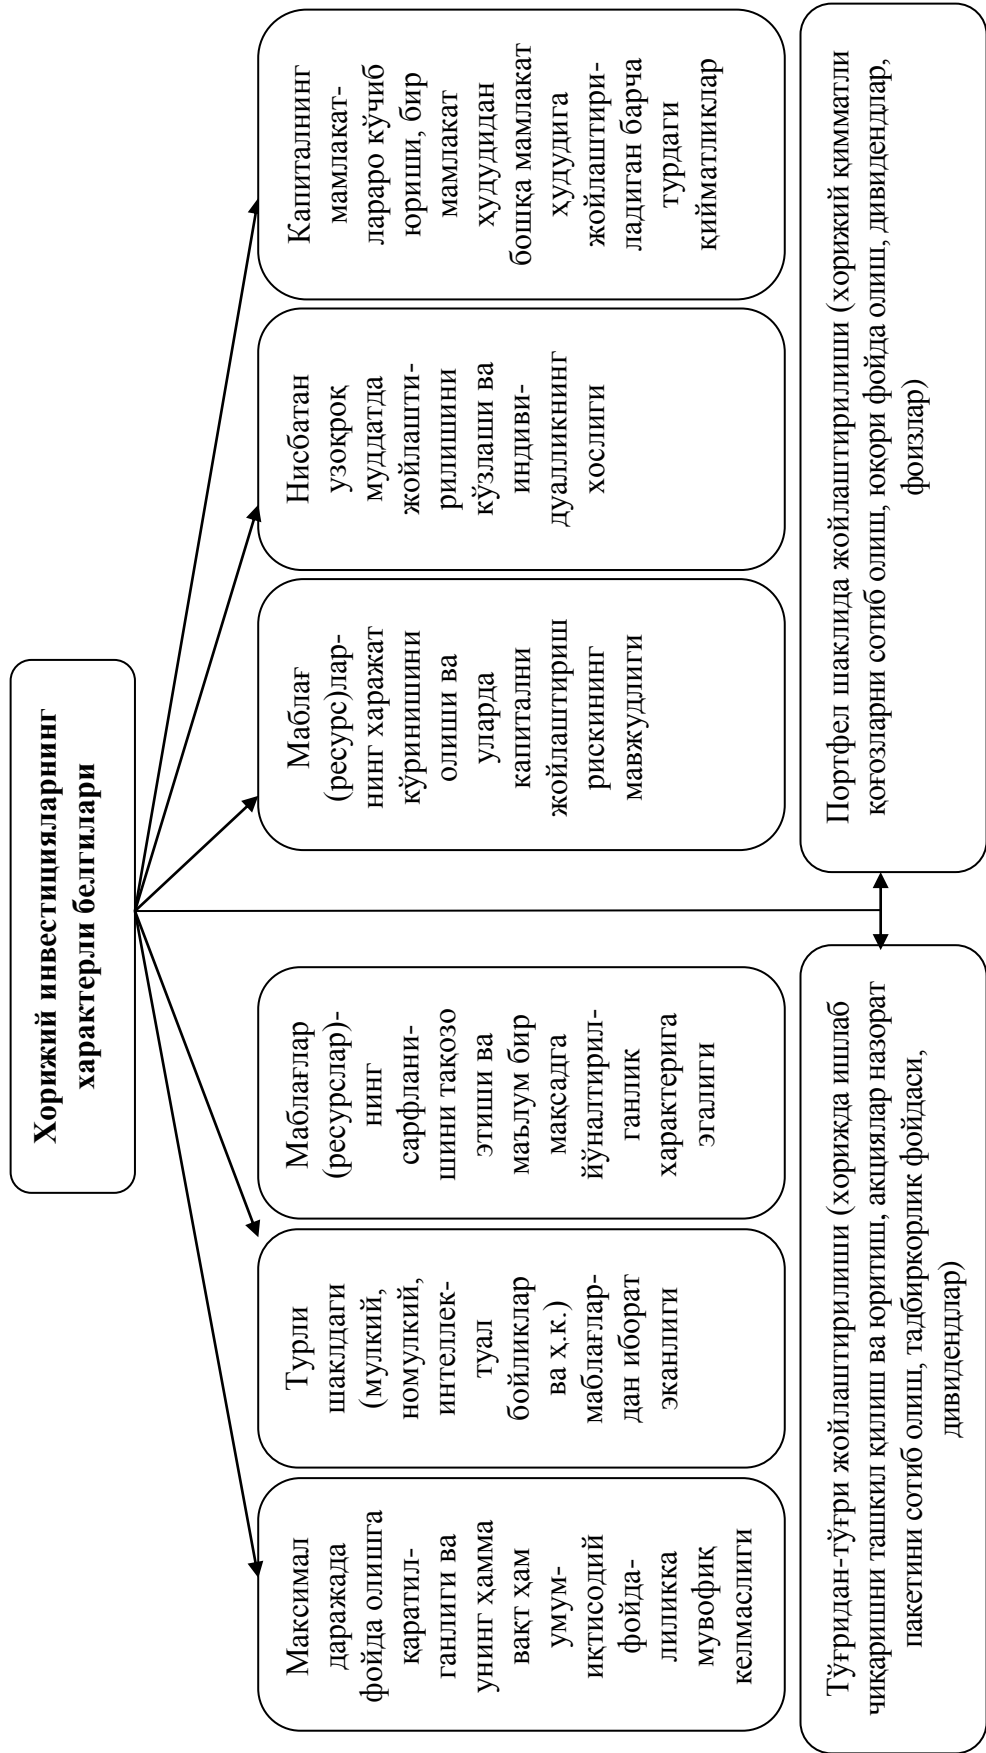 Хорижий инвестицияларнинг
характерли белгилари
Максимал
даражада
фойда олишга
қаратил-
ганлиги ва
унинг ҳамма
вақт ҳам
умум-
иқтисодий
фойда-
лиликка
мувофиқ
келмаслиги
Турли
шаклдаги
(мулкий,
номулкий,
интеллек-
туал
бойликлар
ва ҳ.к.)
маблағлар-
дан иборат
эканлиги
Маблағлар
(ресурслар)-
нинг
сарфлани-
шини тақозо
этиши ва
маълум бир
мақсадга
йўналтирил-
ганлик
характерига
эгалиги
Маблағ
(ресурс)лар-
нинг харажат
кўринишини
олиши ва
уларда
капитални
жойлаштириш
рискининг
мавжудлиги
Нисбатан
узоқроқ
муддатда
жойлашти-
рилишини
кўзлаши ва
индиви-
дуалликнинг
хослиги
Капиталнинг
мамлакат-
лараро кўчиб
юриши, бир
мамлакат
ҳудудидан
бошқа мамлакат
ҳудудига
жойлаштири-
ладиган барча
турдаги
қийматликлар
Тўғридан-тўғри жойлаштирилиши (хорижда ишлаб
чиқаришни ташкил қилиш ва юритиш, акциялар назорат
пакетини сотиб олиш, тадбиркорлик фойдаси,
дивидендлар)
Портфел шаклида жойлаштирилиши (хорижий қимматли
қоғозларни сотиб олиш, юқори фойда олиш, дивидендлар,
фоизлар)